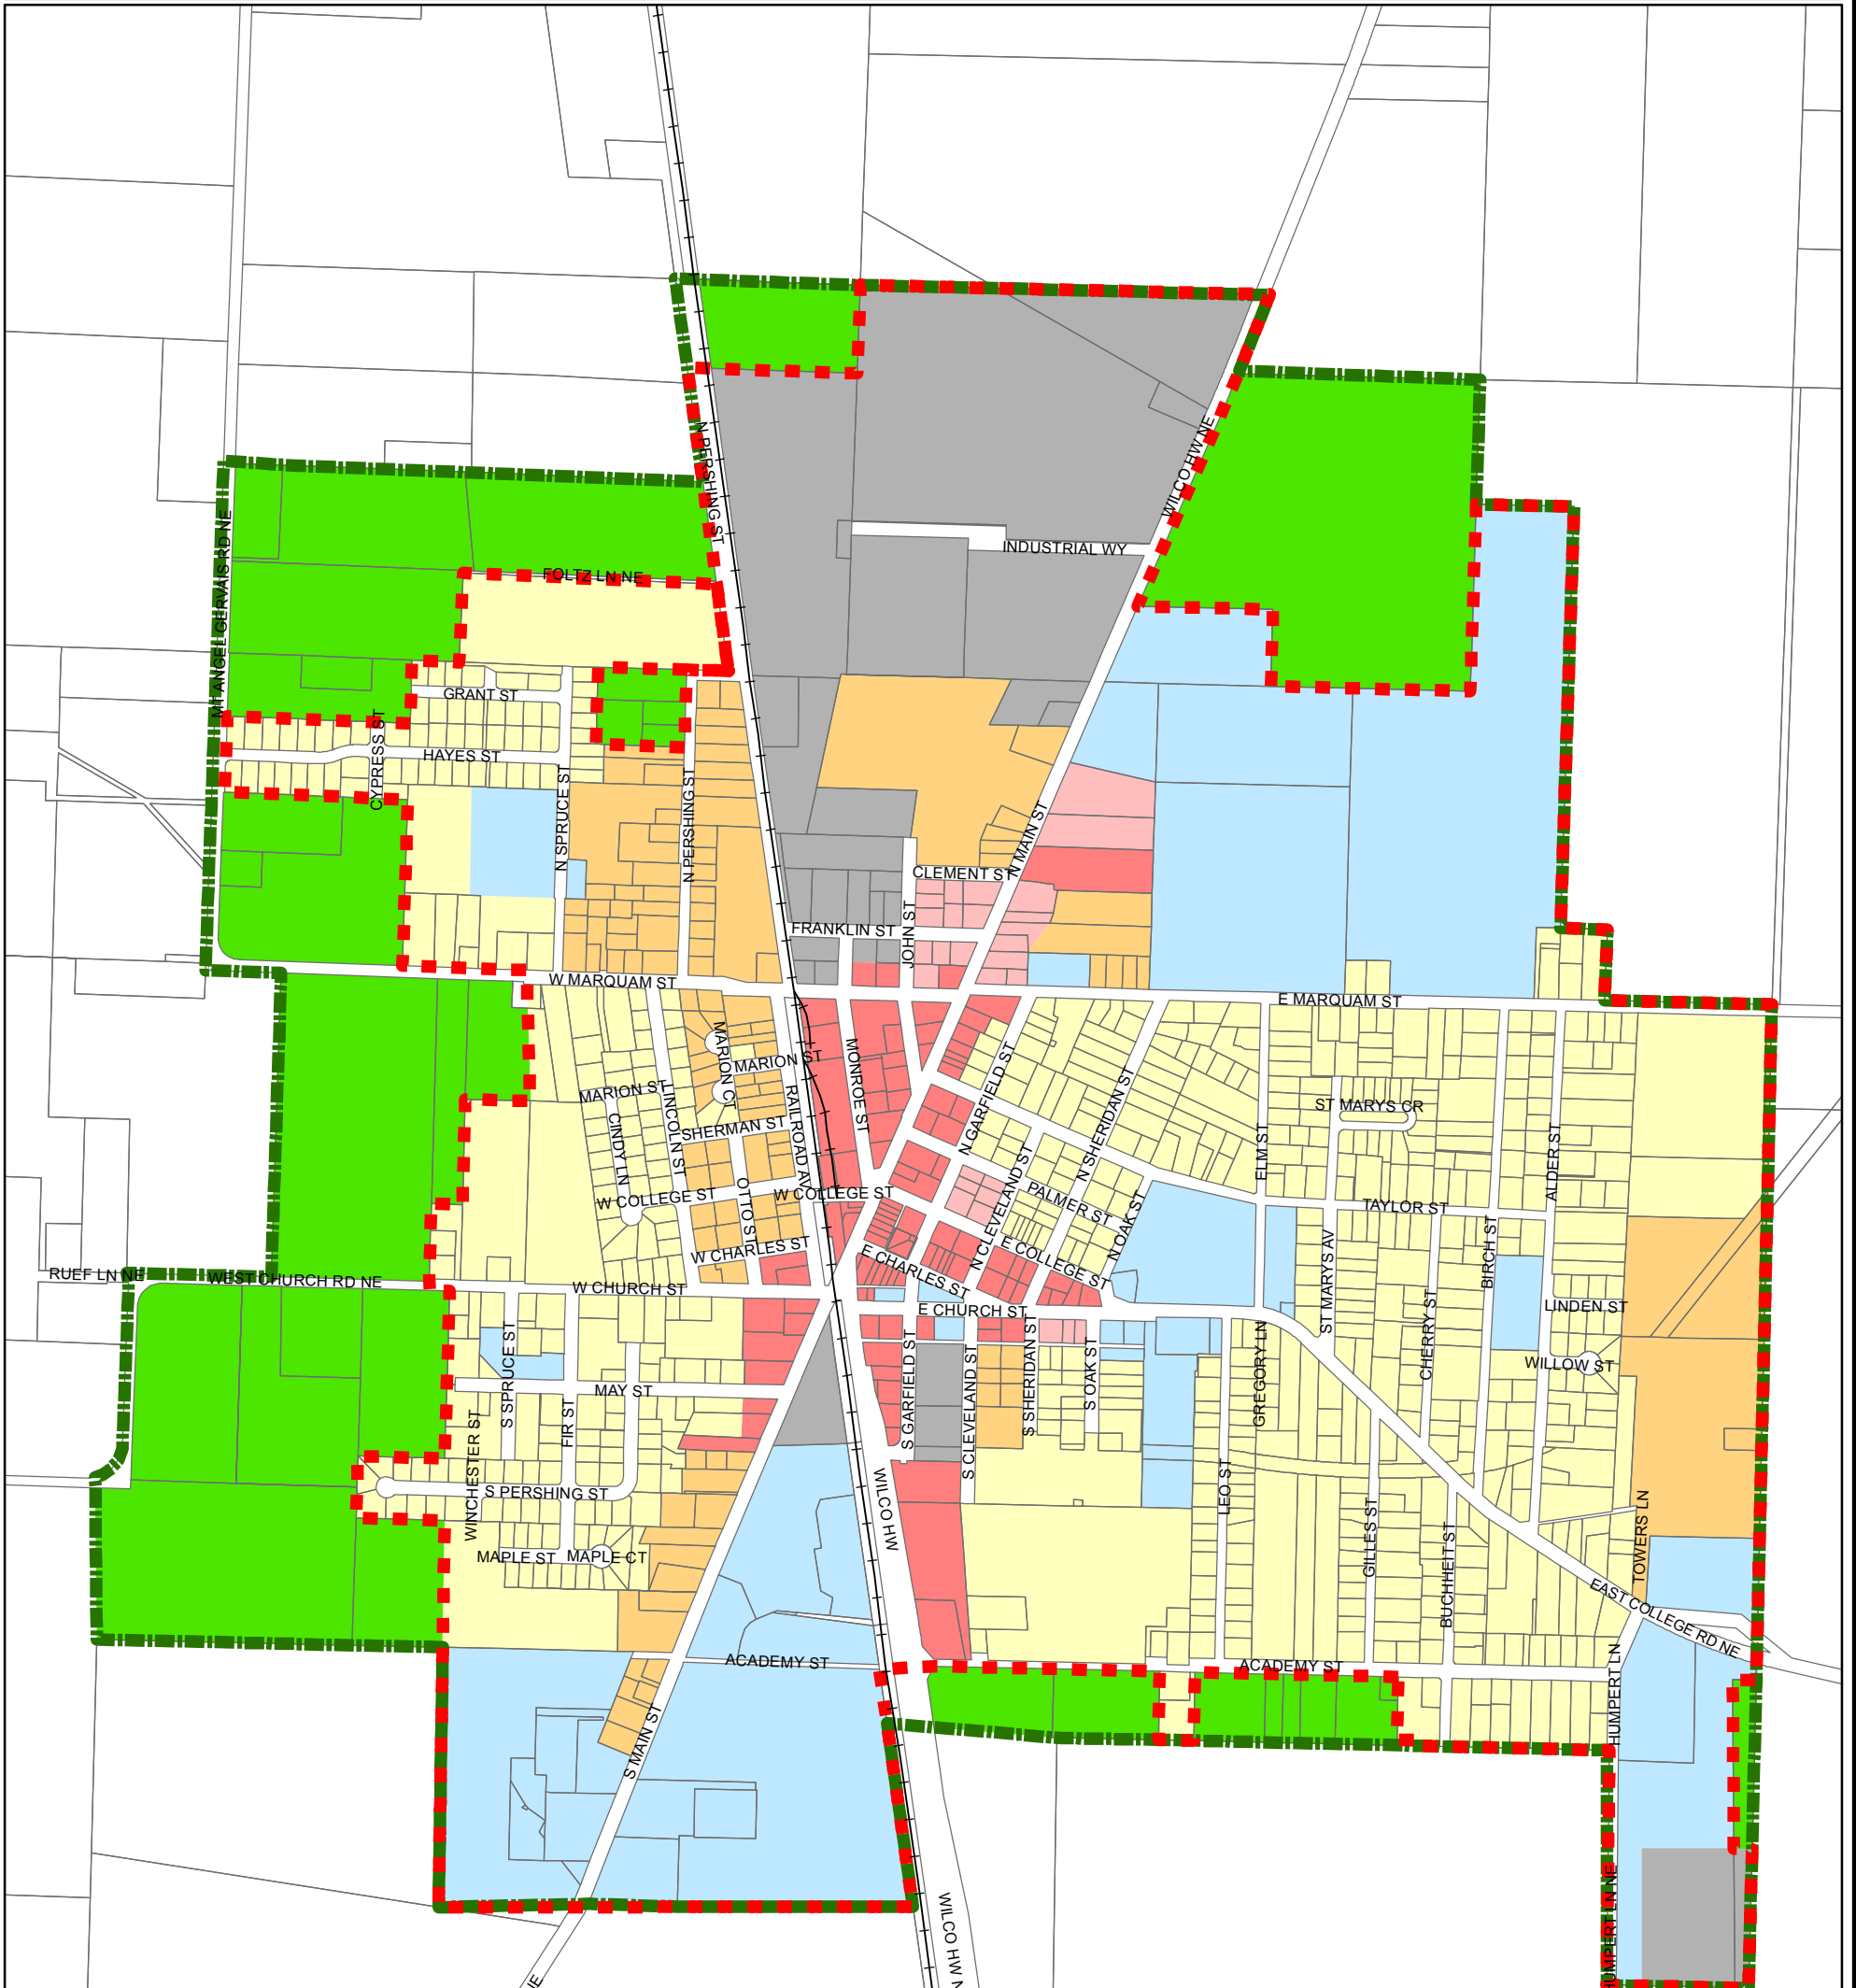 N PERSHING ST
WILCO HW NE
INDUSTRIAL WY
MT ANGEL GERVAIS RD NE
FOLTZ LN NE
GRANT ST
CYPRESS ST
HAYES ST
N SPRUCE ST
N PERSHING ST
N MAIN ST
CLEMENT ST
JOHN ST
FRANKLIN ST
W MARQUAM ST
E MARQUAM ST
MARION CT
MARION ST
MONROE ST
MARION ST
LINCOLN ST
CINDY LN
SHERMAN ST
RAILROAD AV
N GARFIELD ST
N SHERIDAN ST
ST MARYS CR
ELM ST
ALDER ST
W COLLEGE ST
OTTO ST
W COLLEGE ST
N CLEVELAND ST
PALMER ST
N OAK ST
TAYLOR ST
W CHARLES ST
E CHARLES ST
E COLLEGE ST
ST MARYS AV
BIRCH ST
RUEF LN NE
WEST CHURCH RD NE
W CHURCH ST
E CHURCH ST
LINDEN ST
S SPRUCE ST
MAY ST
S GARFIELD ST
S CLEVELAND ST
S SHERIDAN ST
S OAK ST
GREGORY LN
CHERRY ST
WILLOW ST
WINCHESTER ST
FIR ST
S PERSHING ST
WILCO HW
LEO ST
GILLES ST
BUCHHEIT ST
TOWERS LN
MAPLE ST
MAPLE CT
EAST COLLEGE RD NE
ACADEMY ST
ACADEMY ST
HUMPERT LN
S MAIN ST
WILCO HW N
HUMPERT LN NE
NE